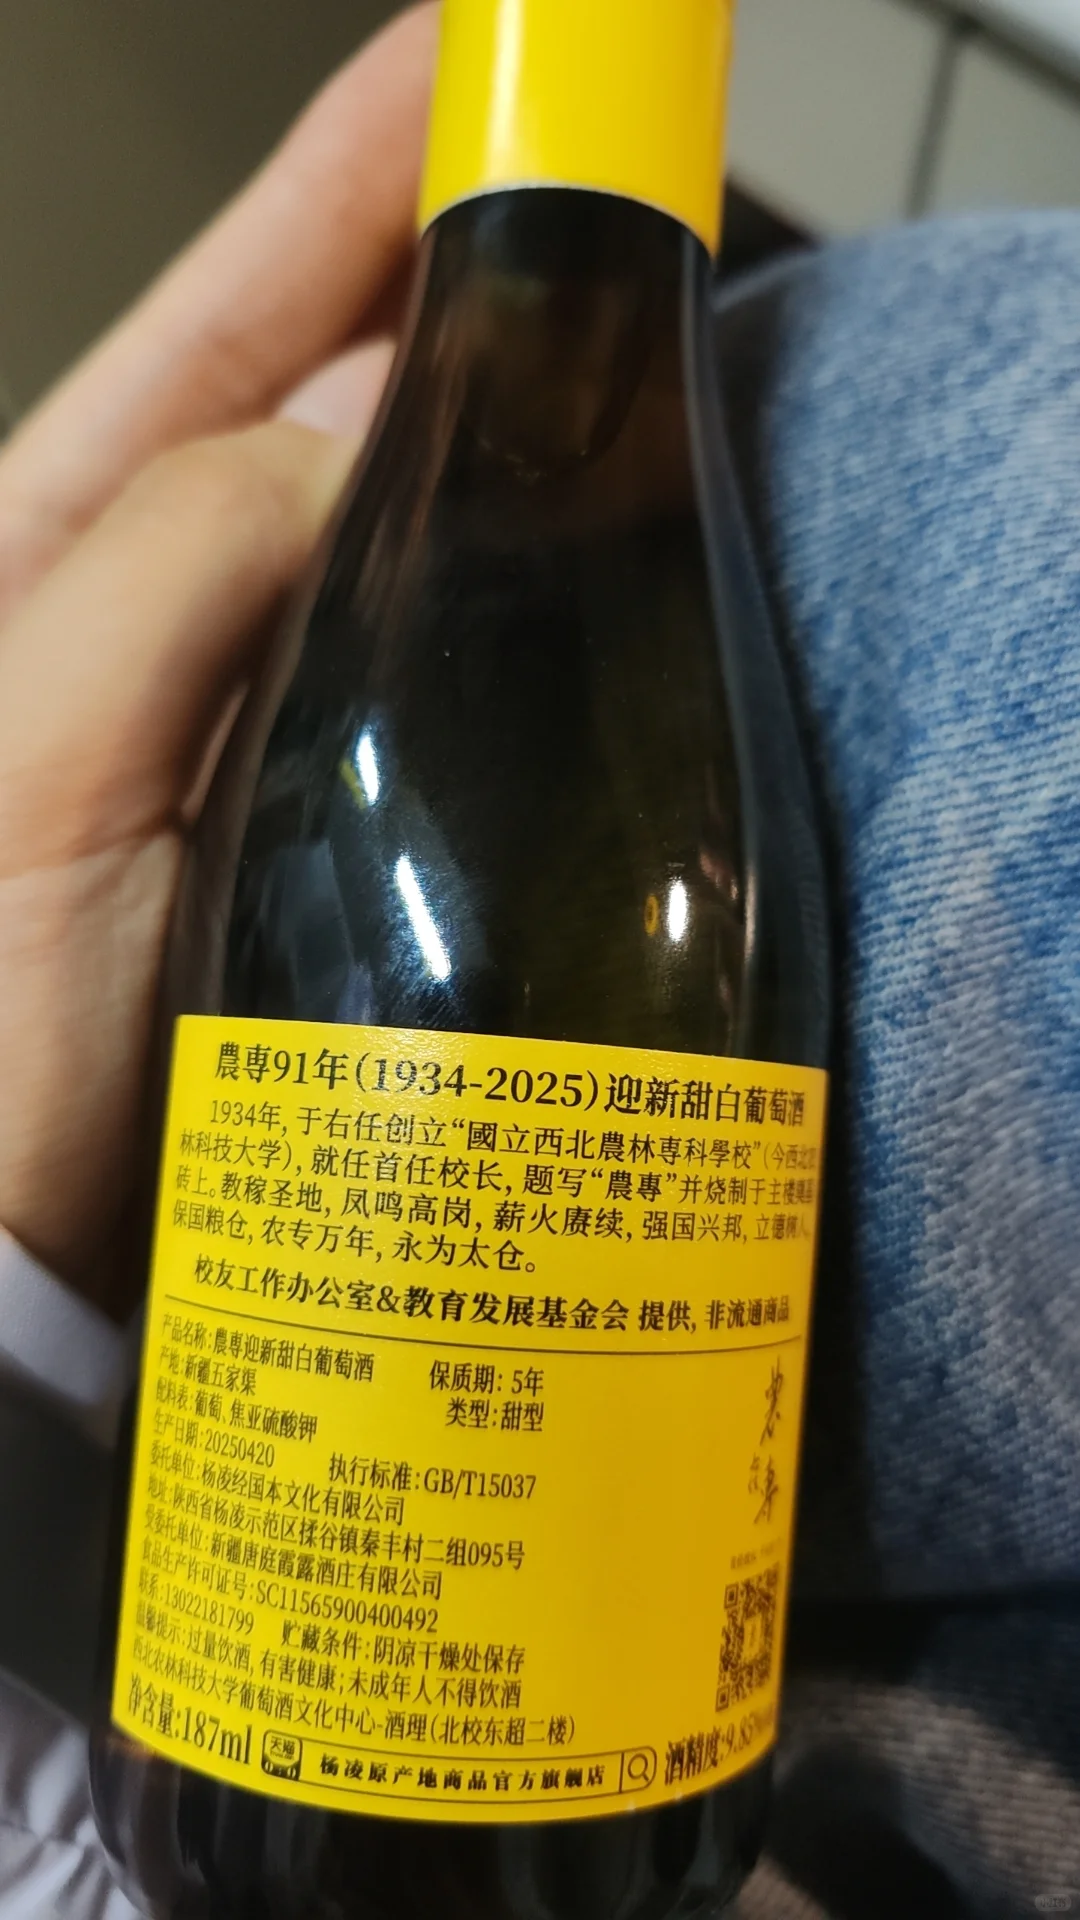 農専91年(1934-2025)迎新甜白葡萄酒
1934年，于右任创立“國立西北農林専科學校”(今西北农
林科技大学)，就任首任校长，题写“農專”并烧制于主楼奠基
砖上。教稼圣地，凤鸣高岗，薪火赓续，强国兴邦，立德树人，
保国粮仓，农专万年，永为太仓。
校友工作办公室&教育发展基金会 提供，非流通商品
产品名称：農専迎新甜白葡萄酒 保质期：5年
产地：新疆五家渠 类型：甜型
配料表：葡萄、焦亚硫酸钾
生产日期：20250420 执行标准：GB/T15037
委托单位：杨凌经国本文化有限公司
地址：陕西省杨凌示范区揉谷镇秦丰村二组095号
受委托单位：新疆唐庭霞露酒庄有限公司
食品生产许可证号：SC11565900400492
联系：13022181799 贮藏条件：阴凉干燥处保存
温馨提示：过量饮酒，有害健康；未成年人不得饮酒
西北农林科技大学葡萄酒文化中心-酒理(北校东超二楼)
净含量：187ml 天猫 杨凌原产地商品官方旗舰店 酒精度：9.85%